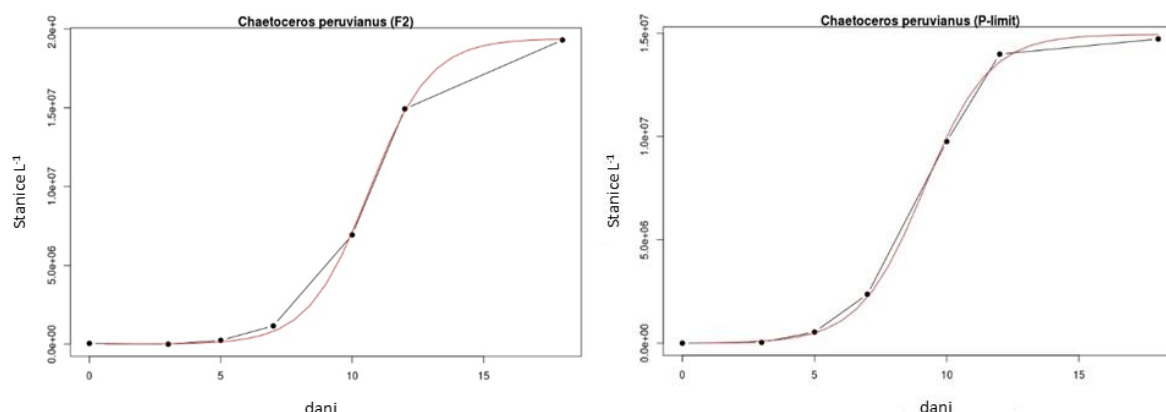 Chaetoceros peruvianus (F2)
Stanice L⁻¹
0.0e+00 5.0e+06 1.0e+07 1.5e+07 2.0e+0
0 5 10 15
dani
Chaetoceros peruvianus (P-limit)
Stanice L⁻¹
0.0e+00 5.0e+06 1.0e+07 1.5e+07
0 5 10 15
dani